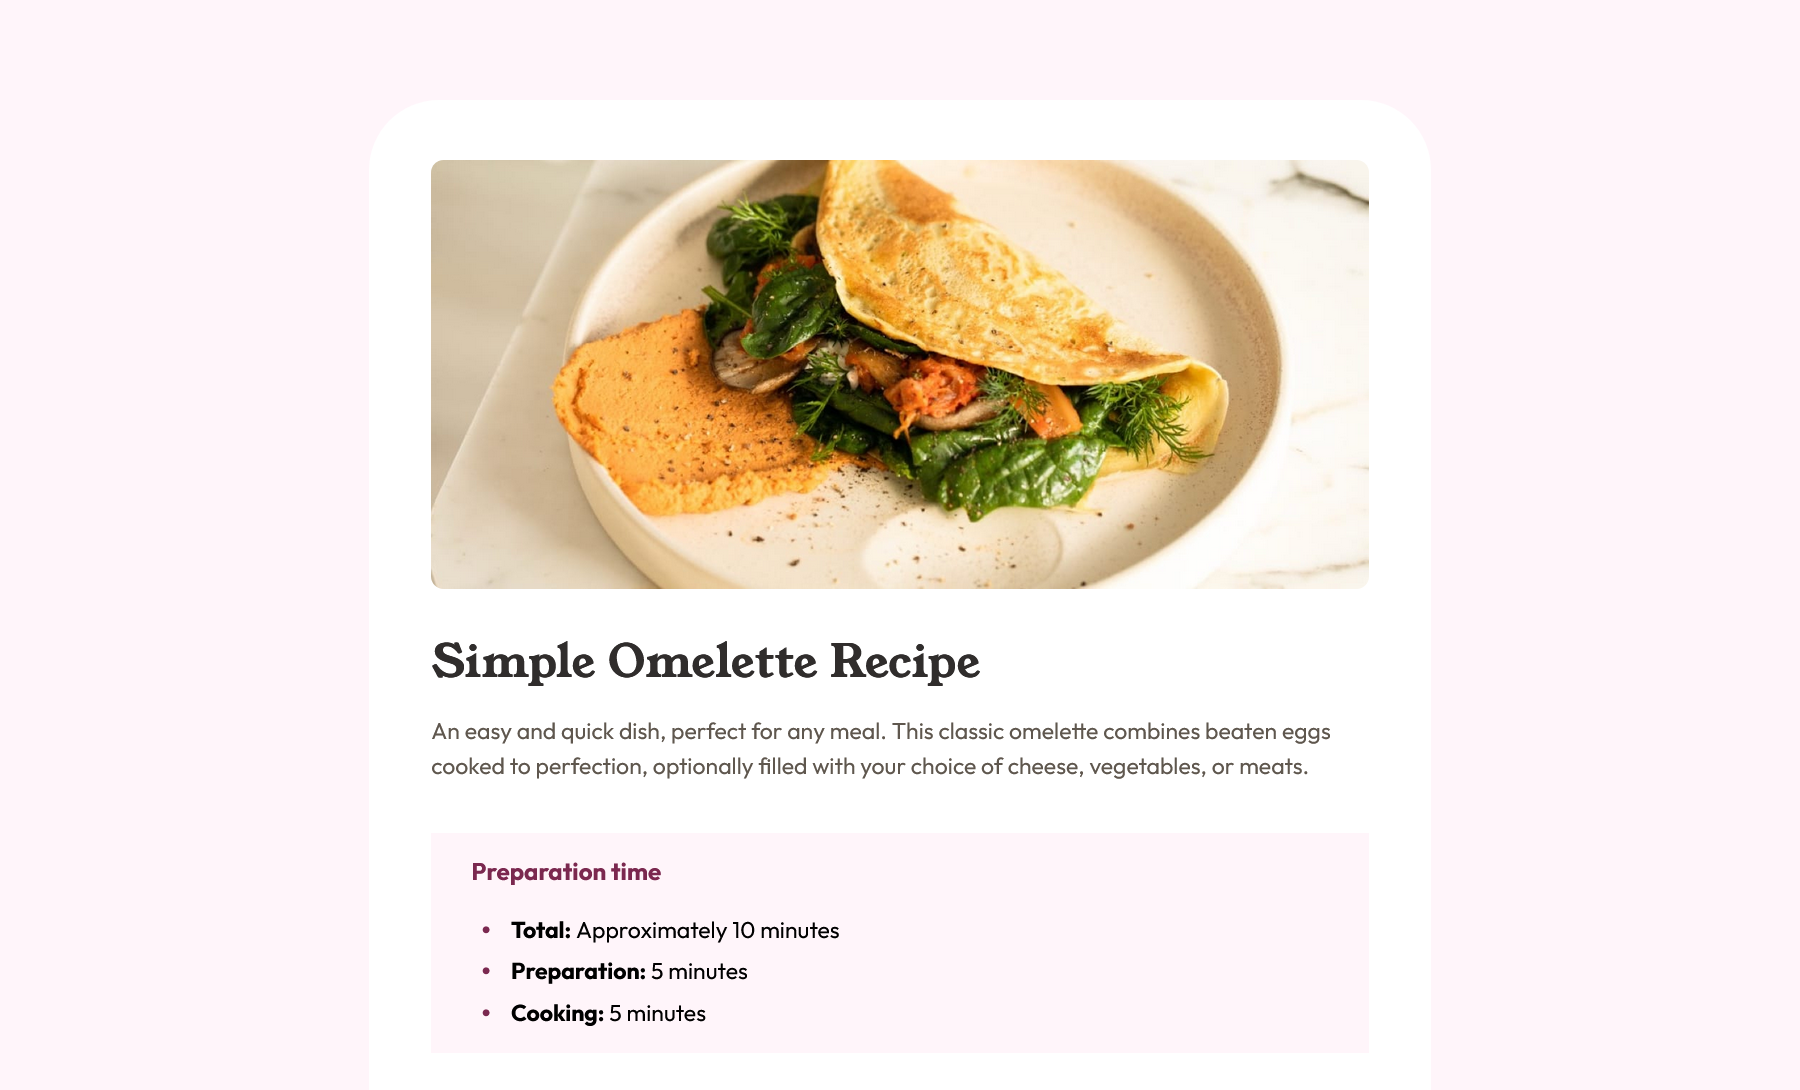 Simple Omelette Recipe
An easy and quick dish, perfect for any meal. This classic omelette combines beaten eggs
cooked to perfection, optionally filled with your choice of cheese, vegetables, or meats.
Preparation time
• Total: Approximately 10 minutes
• Preparation: 5 minutes
• Cooking: 5 minutes